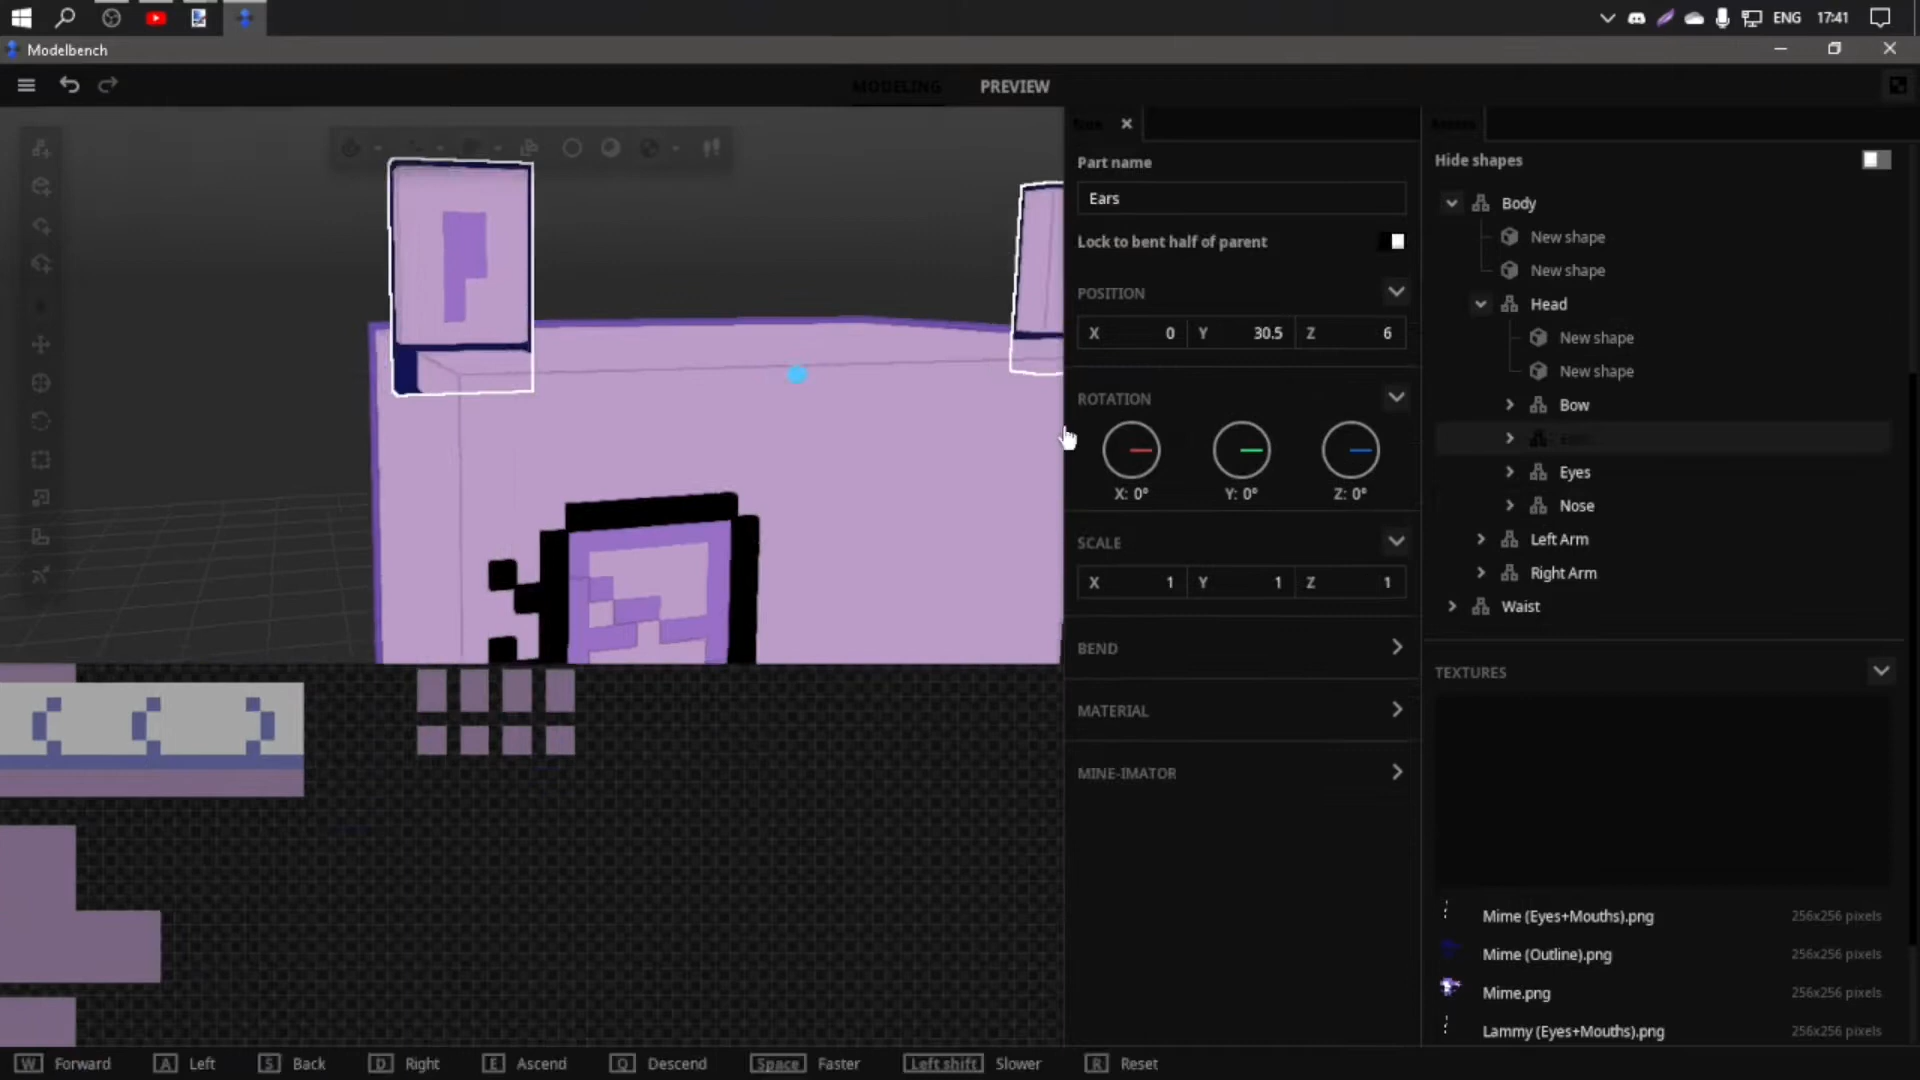 ENG 17:41
Modelbench
MODELING PREVIEW
Part name
Ears
Lock to bent half of parent
POSITION
X 0 Y 30.5 Z 6
ROTATION
X: 0° Y: 0° Z: 0°
SCALE
X 1 Y 1 Z 1
BEND
MATERIAL
MINE-IMATOR
Hide shapes
Body
New shape
New shape
Head
New shape
New shape
Bow
Eyes
Nose
Left Arm
Right Arm
Waist
TEXTURES
Mime (Eyes+Mouths).png 256x256 pixels
Mime (Outline).png 256x256 pixels
Mime.png 256x256 pixels
Lammy (Eyes+Mouths).png 256x256 pixels
W Forward A Left S Back D Right E Ascend Q Descend Space Faster Left shift Slower R Reset